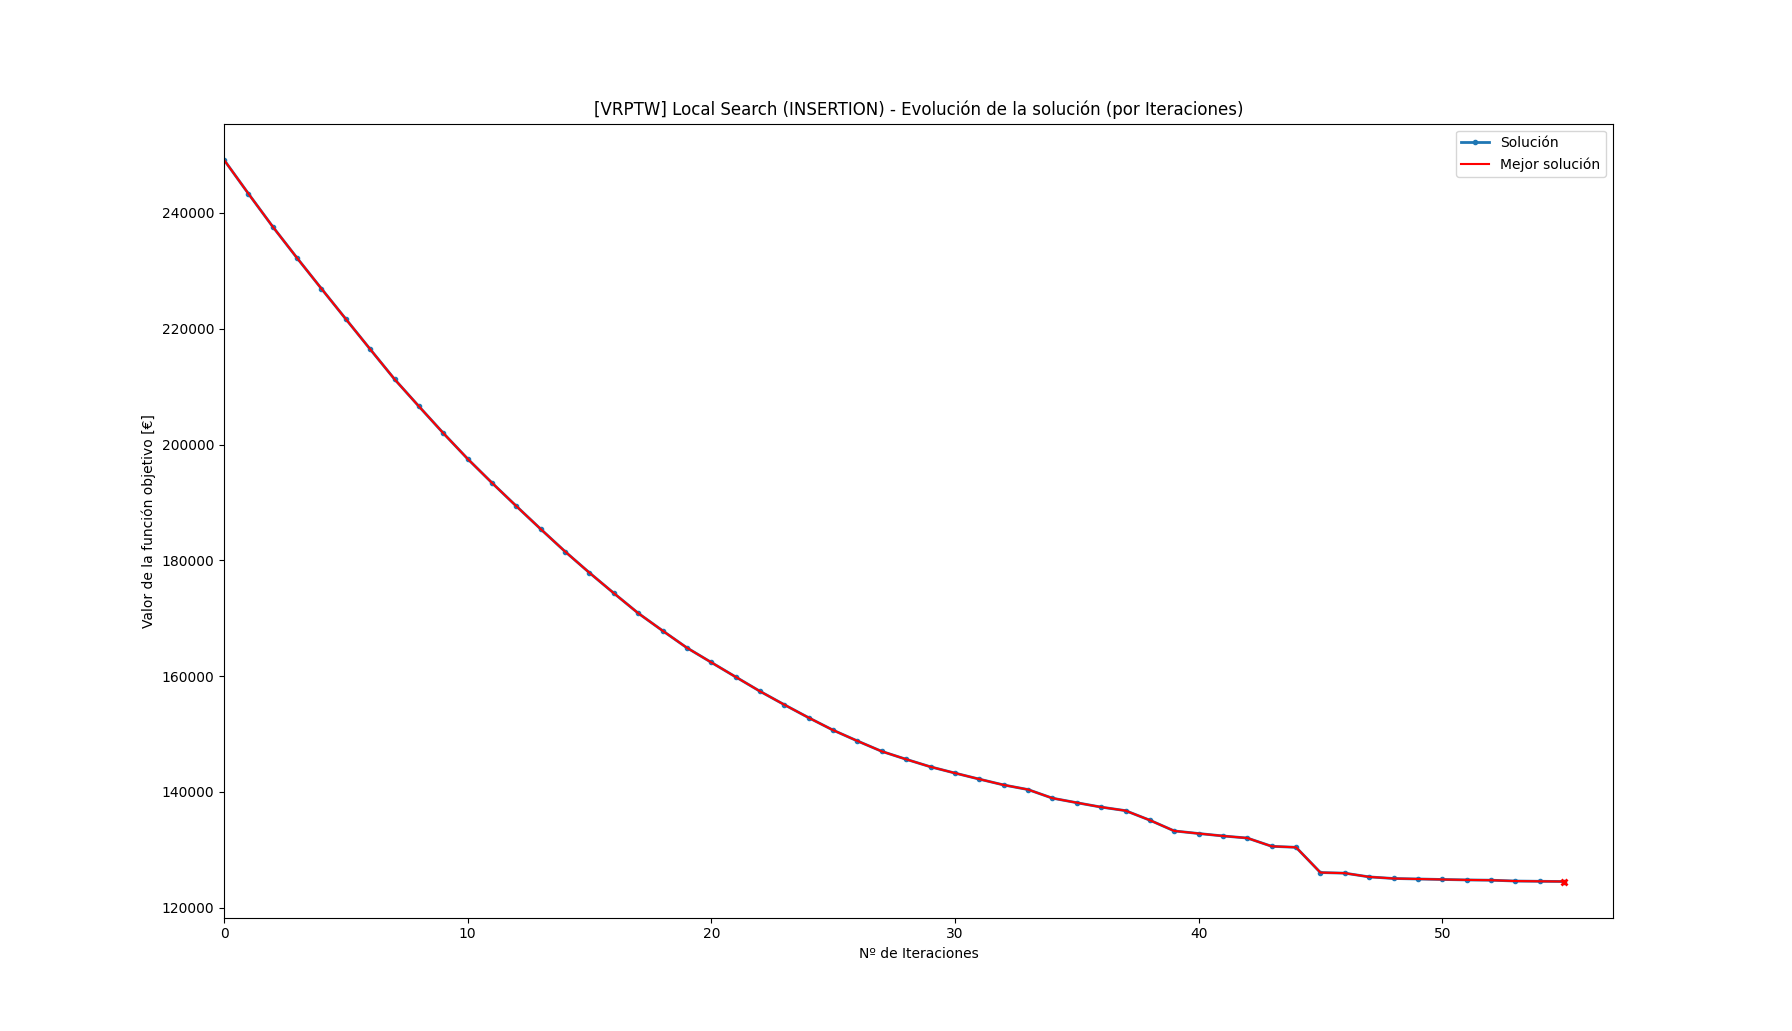 [VRPTW] Local Search (INSERTION) - Evolución de la solución (por Iteraciones)
Solución
Mejor solución
Valor de la función objetivo [€]
240000
220000
200000
180000
160000
140000
120000
0 10 20 30 40 50
Nº de Iteraciones